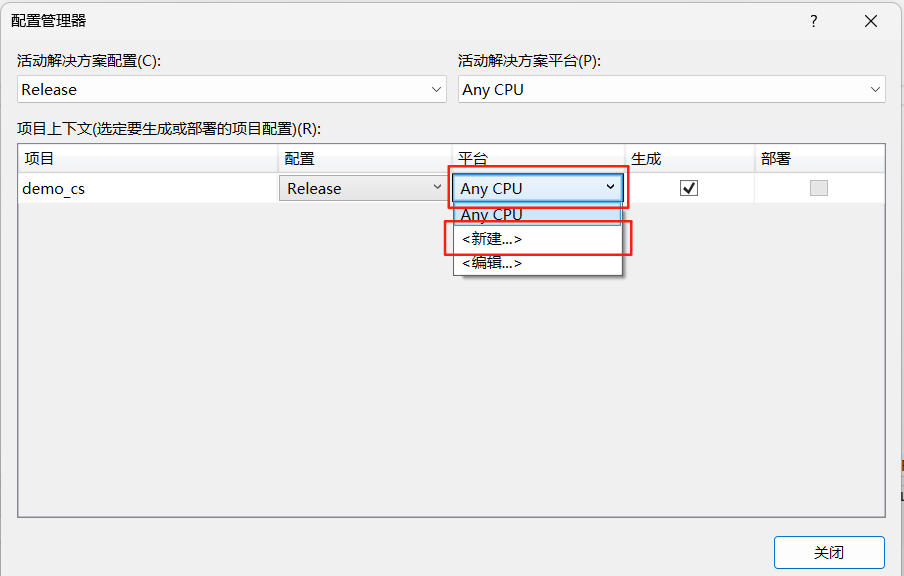 配置管理器 ?
活动解决方案配置(C): 活动解决方案平台(P):
Release Any CPU
项目上下文(选定要生成或部署的项目配置)(R):
项目 配置 平台 生成 部署
demo_cs Release Any CPU
Any CPU
<新建...>
<编辑...>
关闭